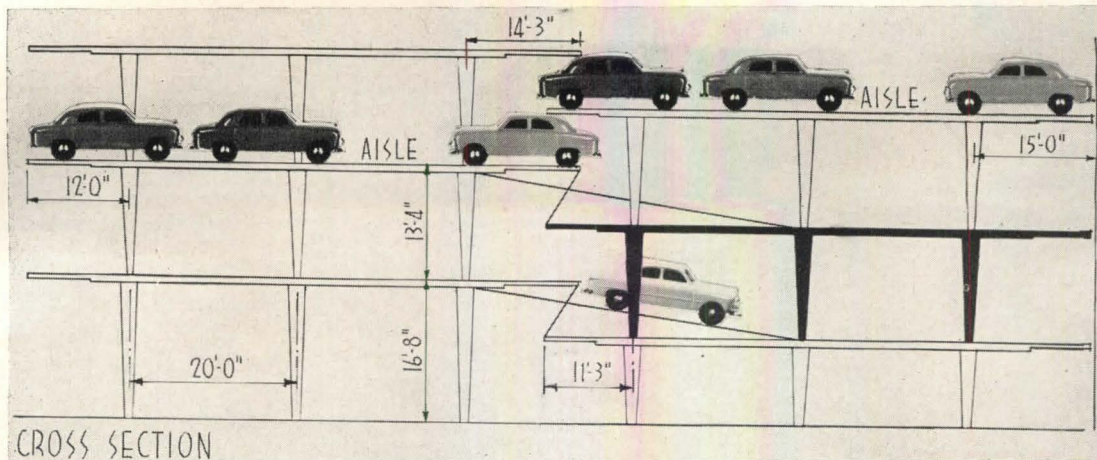 14'-3"
AISLE
AISLE
15'-0"
12'-0"
13'-4"
20'-0"
16'-8"
11'-3"
CROSS SECTION